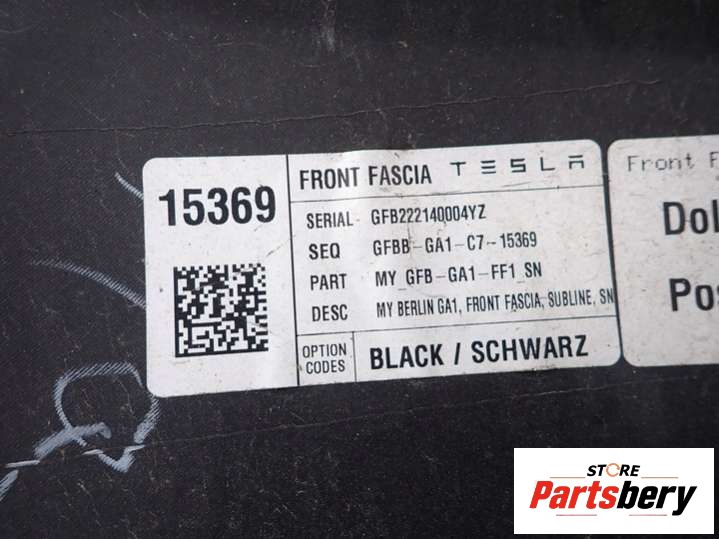 15369
FRONT FASCIA TESLA
SERIAL GFB222140004YZ
SEQ GFBB-GA1-C7-15369
PART MY_GFB-GA1-FF1_SN
DESC MY BERLIN GA1, FRONT FASCIA, SUBLINE, SN
OPTION CODES BLACK / SCHWARZ
Front F
Dol
Pos
STORE
Partsbery